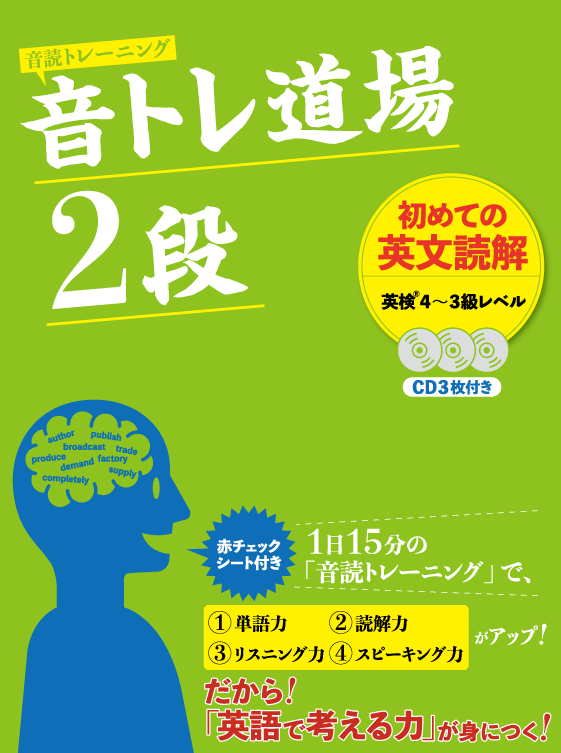 音読トレーニング
音トレ道場
2段
初めての
英文読解
英検®4～3級レベル
CD3枚付き
author
publish
broadcast
trade
produce
demand
factory
supply
completely
赤チェック
シート付き
1日15分の
「音読トレーニング」で、
①単語力 ②読解力
③リスニング力 ④スピーキング力
がアップ!
だから!
「英語で考える力」が身につく!